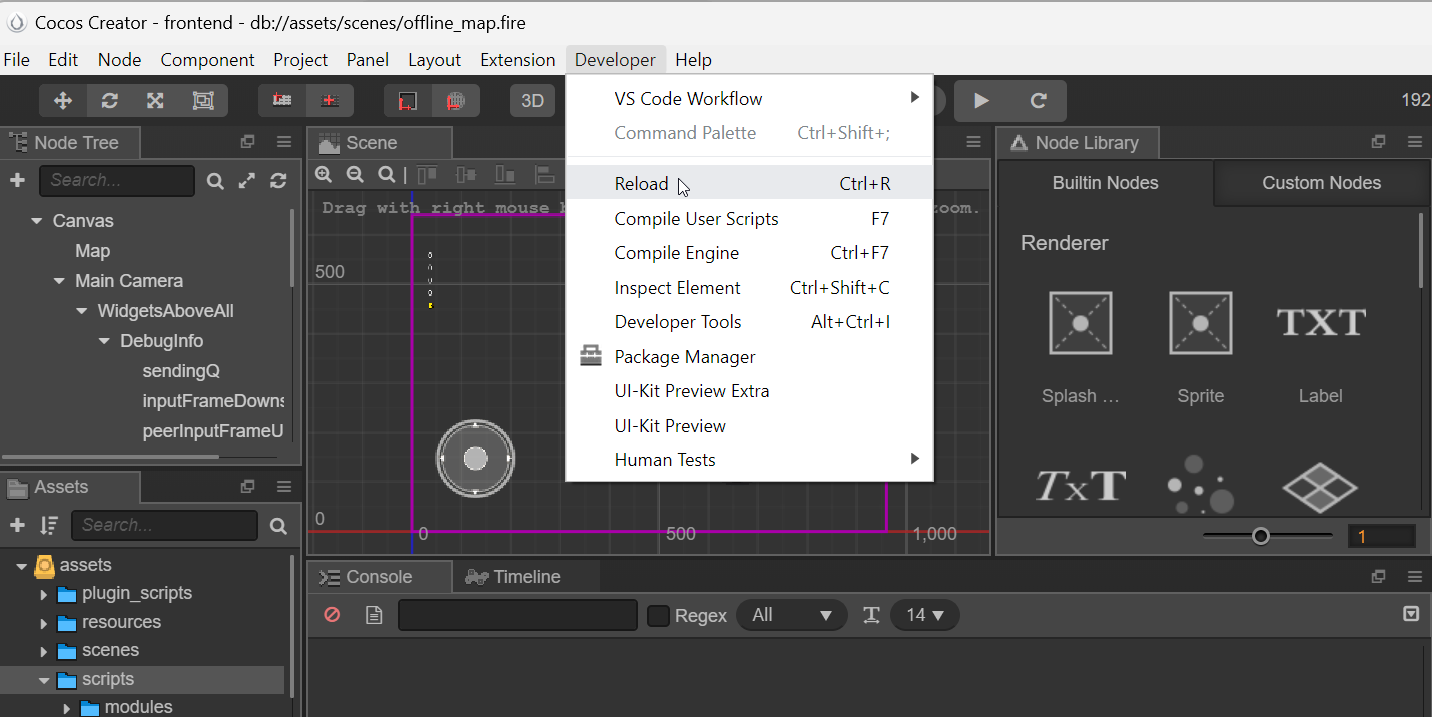 Cocos Creator - frontend - db://assets/scenes/offline_map.fire
File Edit Node Component Project Panel Layout Extension Developer Help
3D
192
VS Code Workflow
Command Palette Ctrl+Shift+;
Reload Ctrl+R
Compile User Scripts F7
Compile Engine Ctrl+F7
Inspect Element Ctrl+Shift+C
Developer Tools Alt+Ctrl+I
Package Manager
UI-Kit Preview Extra
UI-Kit Preview
Human Tests
Node Tree
Search...
Canvas
Map
Main Camera
WidgetsAboveAll
DebugInfo
sendingQ
inputFrameDowns
peerInputFrameU
Scene
Drag with right mouse
zoom.
500
0
0 500 1,000
Node Library
Builtin Nodes Custom Nodes
Renderer
TXT
Splash ... Sprite Label
TxT
1
Assets
Search...
assets
plugin_scripts
resources
scenes
scripts
modules
Console Timeline
Regex All 14